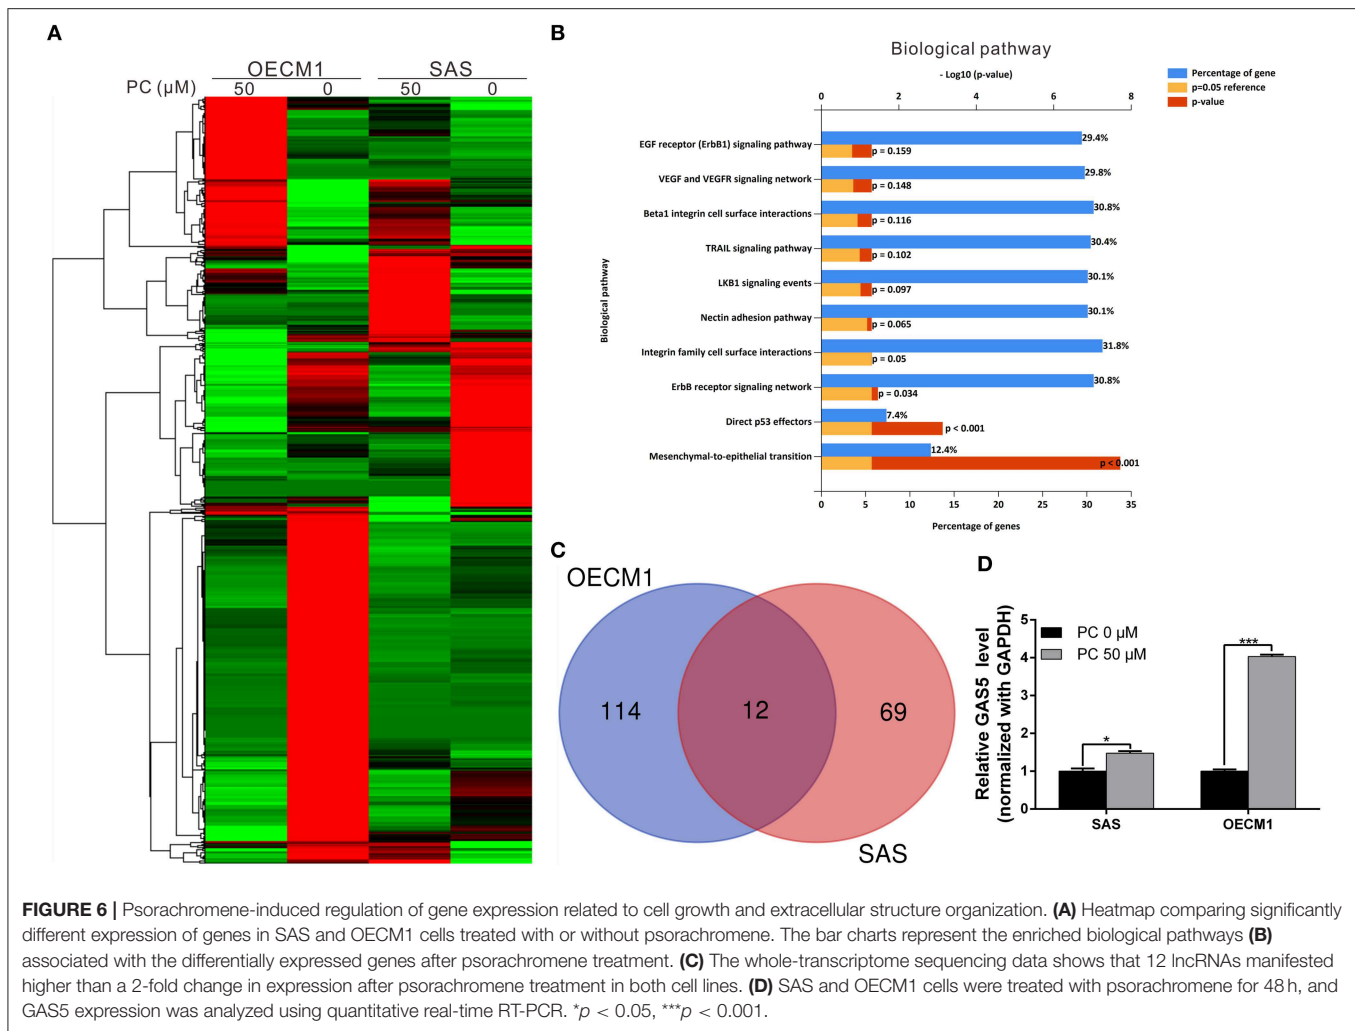 A
OECM1 SAS
PC (µM) 50 0 50 0
B
Biological pathway
- Log10 (p-value)
0 2 4 6 8
Percentage of gene
p=0.05 reference
p-value
Biological pathway
EGF receptor (ErbB1) signaling pathway 29.4%
p = 0.159
VEGF and VEGFR signaling network 29.8%
p = 0.148
Beta1 integrin cell surface interactions 30.8%
p = 0.116
TRAIL signaling pathway 30.4%
p = 0.102
LKB1 signaling events 30.1%
p = 0.097
Nectin adhesion pathway 30.1%
p = 0.065
Integrin family cell surface interactions 31.8%
p = 0.05
ErbB receptor signaling network 30.8%
p = 0.034
Direct p53 effectors 7.4%
p < 0.001
Mesenchymal-to-epithelial transition 12.4%
p < 0.001
0 5 10 15 20 25 30 35
Percentage of genes
C
OECM1
114 12 69
SAS
D
Relative GAS5 level
(normalized with GAPDH)
5
4
3
2
1
0
PC 0 µM
PC 50 µM
*
***
SAS OECM1
FIGURE 6 | Psorachromene-induced regulation of gene expression related to cell growth and extracellular structure organization. (A) Heatmap comparing significantly
different expression of genes in SAS and OECM1 cells treated with or without psorachromene. The bar charts represent the enriched biological pathways (B)
associated with the differentially expressed genes after psorachromene treatment. (C) The whole-transcriptome sequencing data shows that 12 lncRNAs manifested
higher than a 2-fold change in expression after psorachromene treatment in both cell lines. (D) SAS and OECM1 cells were treated with psorachromene for 48 h, and
GAS5 expression was analyzed using quantitative real-time RT-PCR. *p < 0.05, ***p < 0.001.